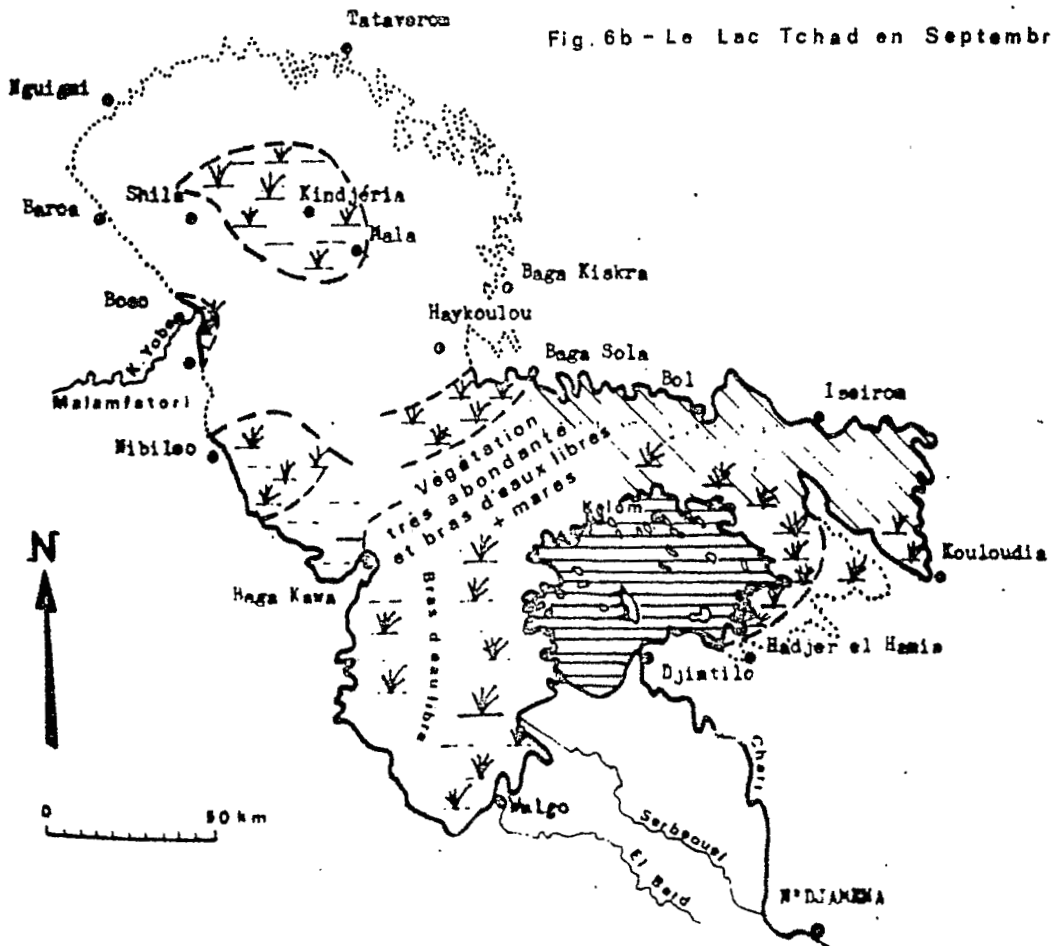 Fig. 6b - Le Lac Tchad en Septembr
Tataverom
Nguigmi
Shila
Kindjéria
Baroa
Mala
Baga Kiskra
Boso
Haykoulou
K. Yobe
Baga Sola
Bol
Iseirom
Malamfatori
Nibileo
Végétation
très abondante
et bras d'eaux libres
+ mares
Kalom
N
Kouloudia
Baga Kawa
Bras d'eau libre
Hadjer el Hamis
Djimtilo
Chari
0 50 km
Serbeouel
El Beid
N'DJAMENA